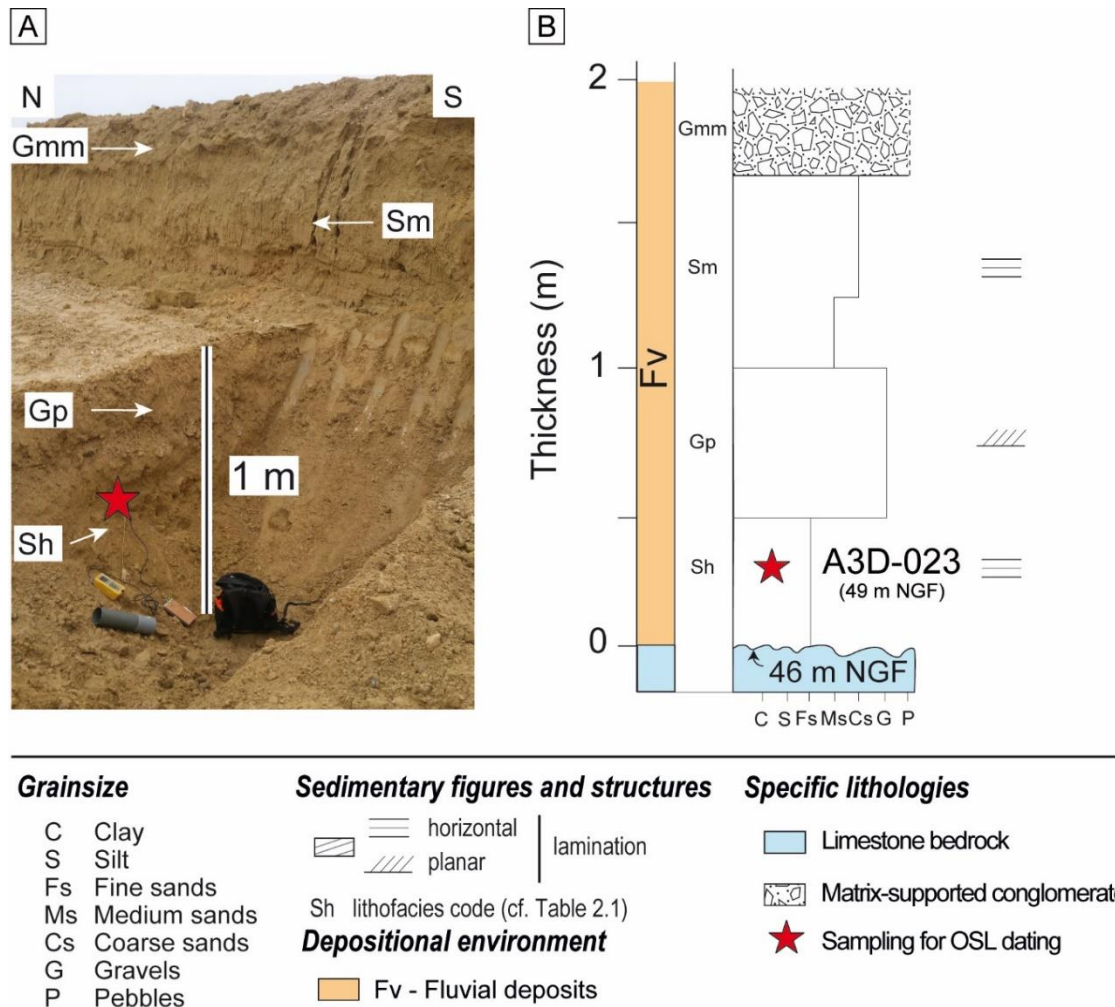 A
B
N
S
Gmm
Sm
Gp
1 m
Sh
Thickness (m)
2
1
0
Fv
Gmm
Sm
Gp
Sh
A3D-023
(49 m NGF)
46 m NGF
C S Fs Ms Cs G P
Grainsize
C Clay
S Silt
Fs Fine sands
Ms Medium sands
Cs Coarse sands
G Gravels
P Pebbles
Sedimentary figures and structures
horizontal
planar
lamination
Sh lithofacies code (cf. Table 2.1)
Depositional environment
Fv - Fluvial deposits
Specific lithologies
Limestone bedrock
Matrix-supported conglomerate
Sampling for OSL dating